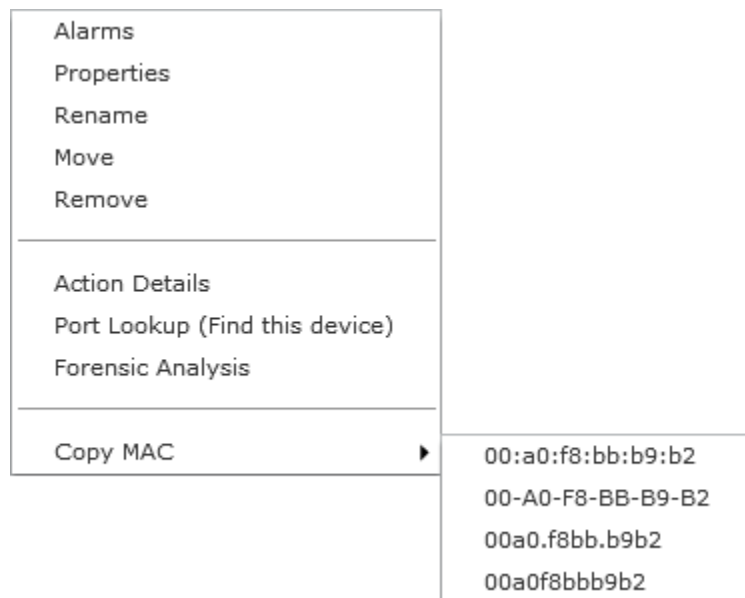 Alarms
Properties
Rename
Move
Remove
Action Details
Port Lookup (Find this device)
Forensic Analysis
Copy MAC
00:a0:f8:bb:b9:b2
00-A0-F8-BB-B9-B2
00a0.f8bb.b9b2
00a0f8bbb9b2